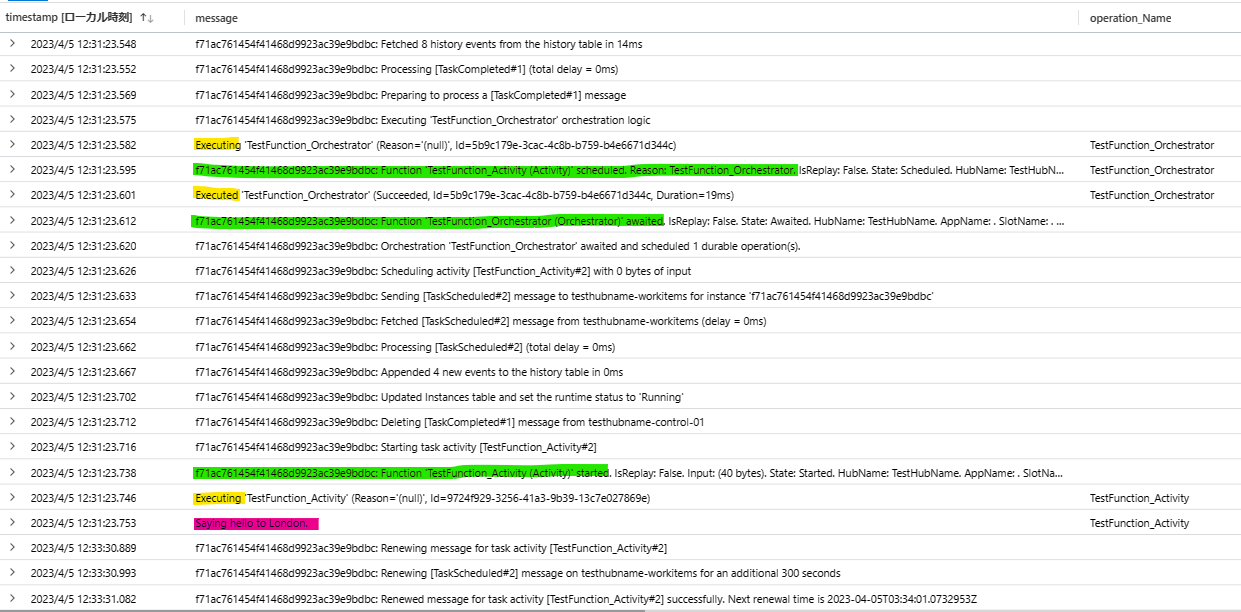 timestamp [ローカル時刻] ↑↓ message operation_Name
2023/4/5 12:31:23.548 f71ac761454f41468d9923ac39e9bdbc: Fetched 8 history events from the history table in 14ms
2023/4/5 12:31:23.552 f71ac761454f41468d9923ac39e9bdbc: Processing [TaskCompleted#1] (total delay = 0ms)
2023/4/5 12:31:23.569 f71ac761454f41468d9923ac39e9bdbc: Preparing to process a [TaskCompleted#1] message
2023/4/5 12:31:23.575 f71ac761454f41468d9923ac39e9bdbc: Executing 'TestFunction_Orchestrator' orchestration logic
2023/4/5 12:31:23.582 Executing 'TestFunction_Orchestrator' (Reason='(null)', Id=5b9c179e-3cac-4c8b-b759-b4e6671d344c) TestFunction_Orchestrator
2023/4/5 12:31:23.595 f71ac761454f41468d9923ac39e9bdbc: Function 'TestFunction_Activity (Activity)' scheduled. Reason: TestFunction_Orchestrator. IsReplay: False. State: Scheduled. HubName: TestHubN... TestFunction_Orchestrator
2023/4/5 12:31:23.601 Executed 'TestFunction_Orchestrator' (Succeeded, Id=5b9c179e-3cac-4c8b-b759-b4e6671d344c, Duration=19ms) TestFunction_Orchestrator
2023/4/5 12:31:23.612 f71ac761454f41468d9923ac39e9bdbc: Function 'TestFunction_Orchestrator (Orchestrator)' awaited. IsReplay: False. State: Awaited. HubName: TestHubName. AppName: . SlotName: . ...
2023/4/5 12:31:23.620 f71ac761454f41468d9923ac39e9bdbc: Orchestration 'TestFunction_Orchestrator' awaited and scheduled 1 durable operation(s).
2023/4/5 12:31:23.626 f71ac761454f41468d9923ac39e9bdbc: Scheduling activity [TestFunction_Activity#2] with 0 bytes of input
2023/4/5 12:31:23.633 f71ac761454f41468d9923ac39e9bdbc: Sending [TaskScheduled#2] message to testhubname-workitems for instance 'f71ac761454f41468d9923ac39e9bdbc'
2023/4/5 12:31:23.654 f71ac761454f41468d9923ac39e9bdbc: Fetched [TaskScheduled#2] message from testhubname-workitems (delay = 0ms)
2023/4/5 12:31:23.662 f71ac761454f41468d9923ac39e9bdbc: Processing [TaskScheduled#2] (total delay = 0ms)
2023/4/5 12:31:23.667 f71ac761454f41468d9923ac39e9bdbc: Appended 4 new events to the history table in 0ms
2023/4/5 12:31:23.702 f71ac761454f41468d9923ac39e9bdbc: Updated Instances table and set the runtime status to 'Running'
2023/4/5 12:31:23.712 f71ac761454f41468d9923ac39e9bdbc: Deleting [TaskCompleted#1] message from testhubname-control-01
2023/4/5 12:31:23.716 f71ac761454f41468d9923ac39e9bdbc: Starting task activity [TestFunction_Activity#2]
2023/4/5 12:31:23.738 f71ac761454f41468d9923ac39e9bdbc: Function 'TestFunction_Activity (Activity)' started. IsReplay: False. Input: (40 bytes). State: Started. HubName: TestHubName. AppName: . SlotNa...
2023/4/5 12:31:23.746 Executing 'TestFunction_Activity' (Reason='(null)', Id=9724f929-3256-41a3-9b39-13c7e027869e) TestFunction_Activity
2023/4/5 12:31:23.753 Saying hello to London. TestFunction_Activity
2023/4/5 12:33:30.889 f71ac761454f41468d9923ac39e9bdbc: Renewing message for task activity [TestFunction_Activity#2]
2023/4/5 12:33:30.993 f71ac761454f41468d9923ac39e9bdbc: Renewing [TaskScheduled#2] message on testhubname-workitems for an additional 300 seconds
2023/4/5 12:33:31.082 f71ac761454f41468d9923ac39e9bdbc: Renewed message for task activity [TestFunction_Activity#2] successfully. Next renewal time is 2023-04-05T03:34:01.0732953Z